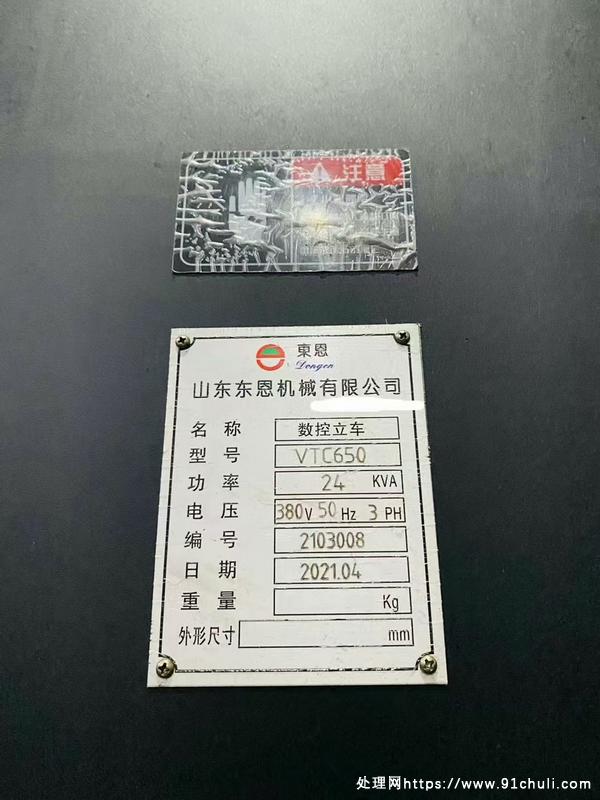 注意
東恩
Dongen
山东东恩机械有限公司
名称 数控立车
型号 VTC650
功率 24 KVA
电压 380V 50 Hz 3 PH
编号 2103008
日期 2021.04
重量 Kg
外形尺寸 mm
处理网https://www.91chuli.com